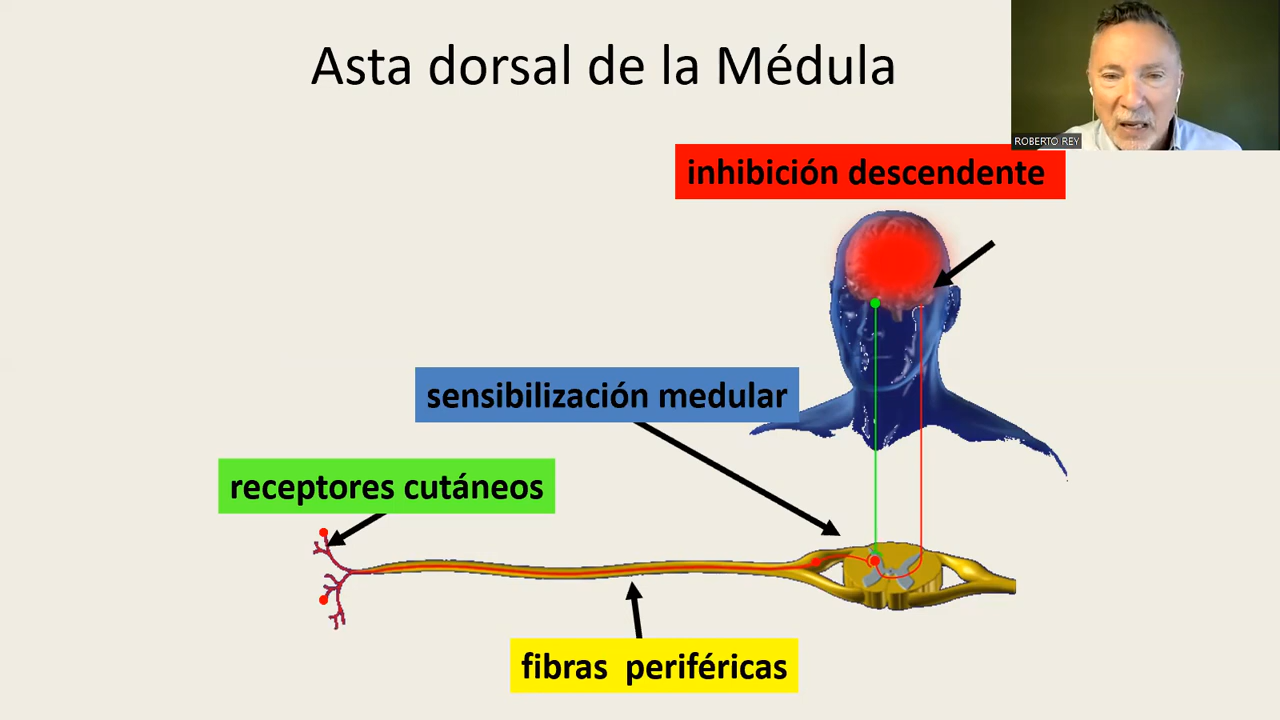 Asta dorsal de la Médula
ROBERTO REY
inhibición descendente
sensibilización medular
receptores cutáneos
fibras periféricas